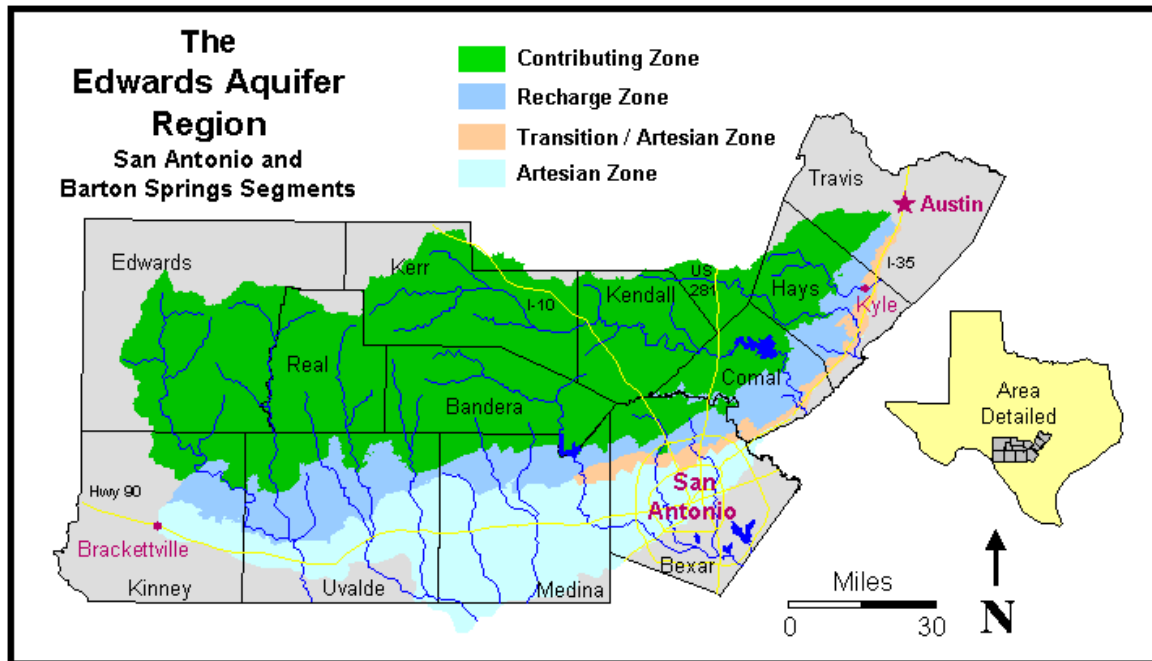 The
Edwards Aquifer
Region
San Antonio and
Barton Springs Segments
Contributing Zone
Recharge Zone
Transition / Artesian Zone
Artesian Zone
Travis
Austin
Edwards
Kerr
I-10
Kendall
US
281
Hays
I-35
Kyle
Real
Bandera
Comal
Area
Detailed
Hwy 90
San
Antonio
Brackettville
Bexar
Kinney
Uvalde
Medina
Miles
0 30
N